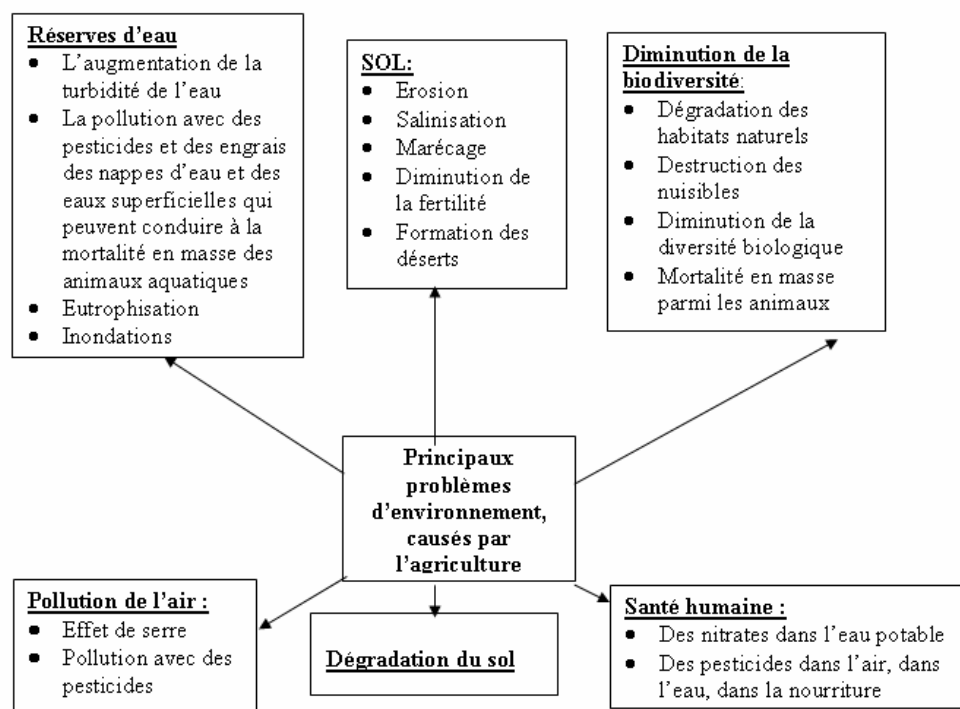 Réserves d'eau
● L'augmentation de la
turbidité de l'eau
● La pollution avec des
pesticides et des engrais
des nappes d'eau et des
eaux superficielles qui
peuvent conduire à la
mortalité en masse des
animaux aquatiques
● Eutrophisation
● Inondations
SOL:
● Erosion
● Salinisation
● Marécage
● Diminution de
la fertilité
● Formation des
déserts
Diminution de la
biodiversité:
● Dégradation des
habitats naturels
● Destruction des
nuisibles
● Diminution de la
diversité biologique
● Mortalité en masse
parmi les animaux
Principaux
problèmes
d'environnement,
causés par
l'agriculture
Pollution de l'air :
● Effet de serre
● Pollution avec des
pesticides
Dégradation du sol
Santé humaine :
● Des nitrates dans l'eau potable
● Des pesticides dans l'air, dans
l'eau, dans la nourriture